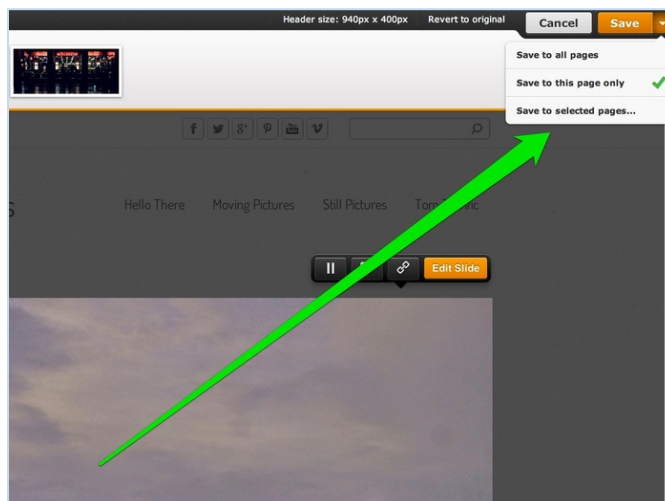 Header size: 940px x 400px Revert to original Cancel Save
Save to all pages
Save to this page only
Save to selected pages...
Hello There Moving Pictures Still Pictures
Edit Slide